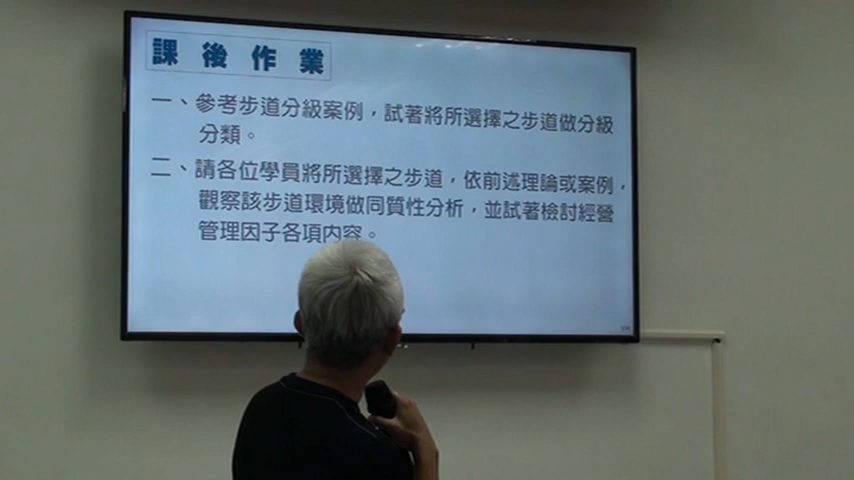 課後作業
一、參考步道分級案例，試著將所選擇之步道做分級
分類。
二、請各位學員將所選擇之步道，依前述理論或案例，
觀察該步道環境做同質性分析，並試著檢討經營
管理因子各項內容。